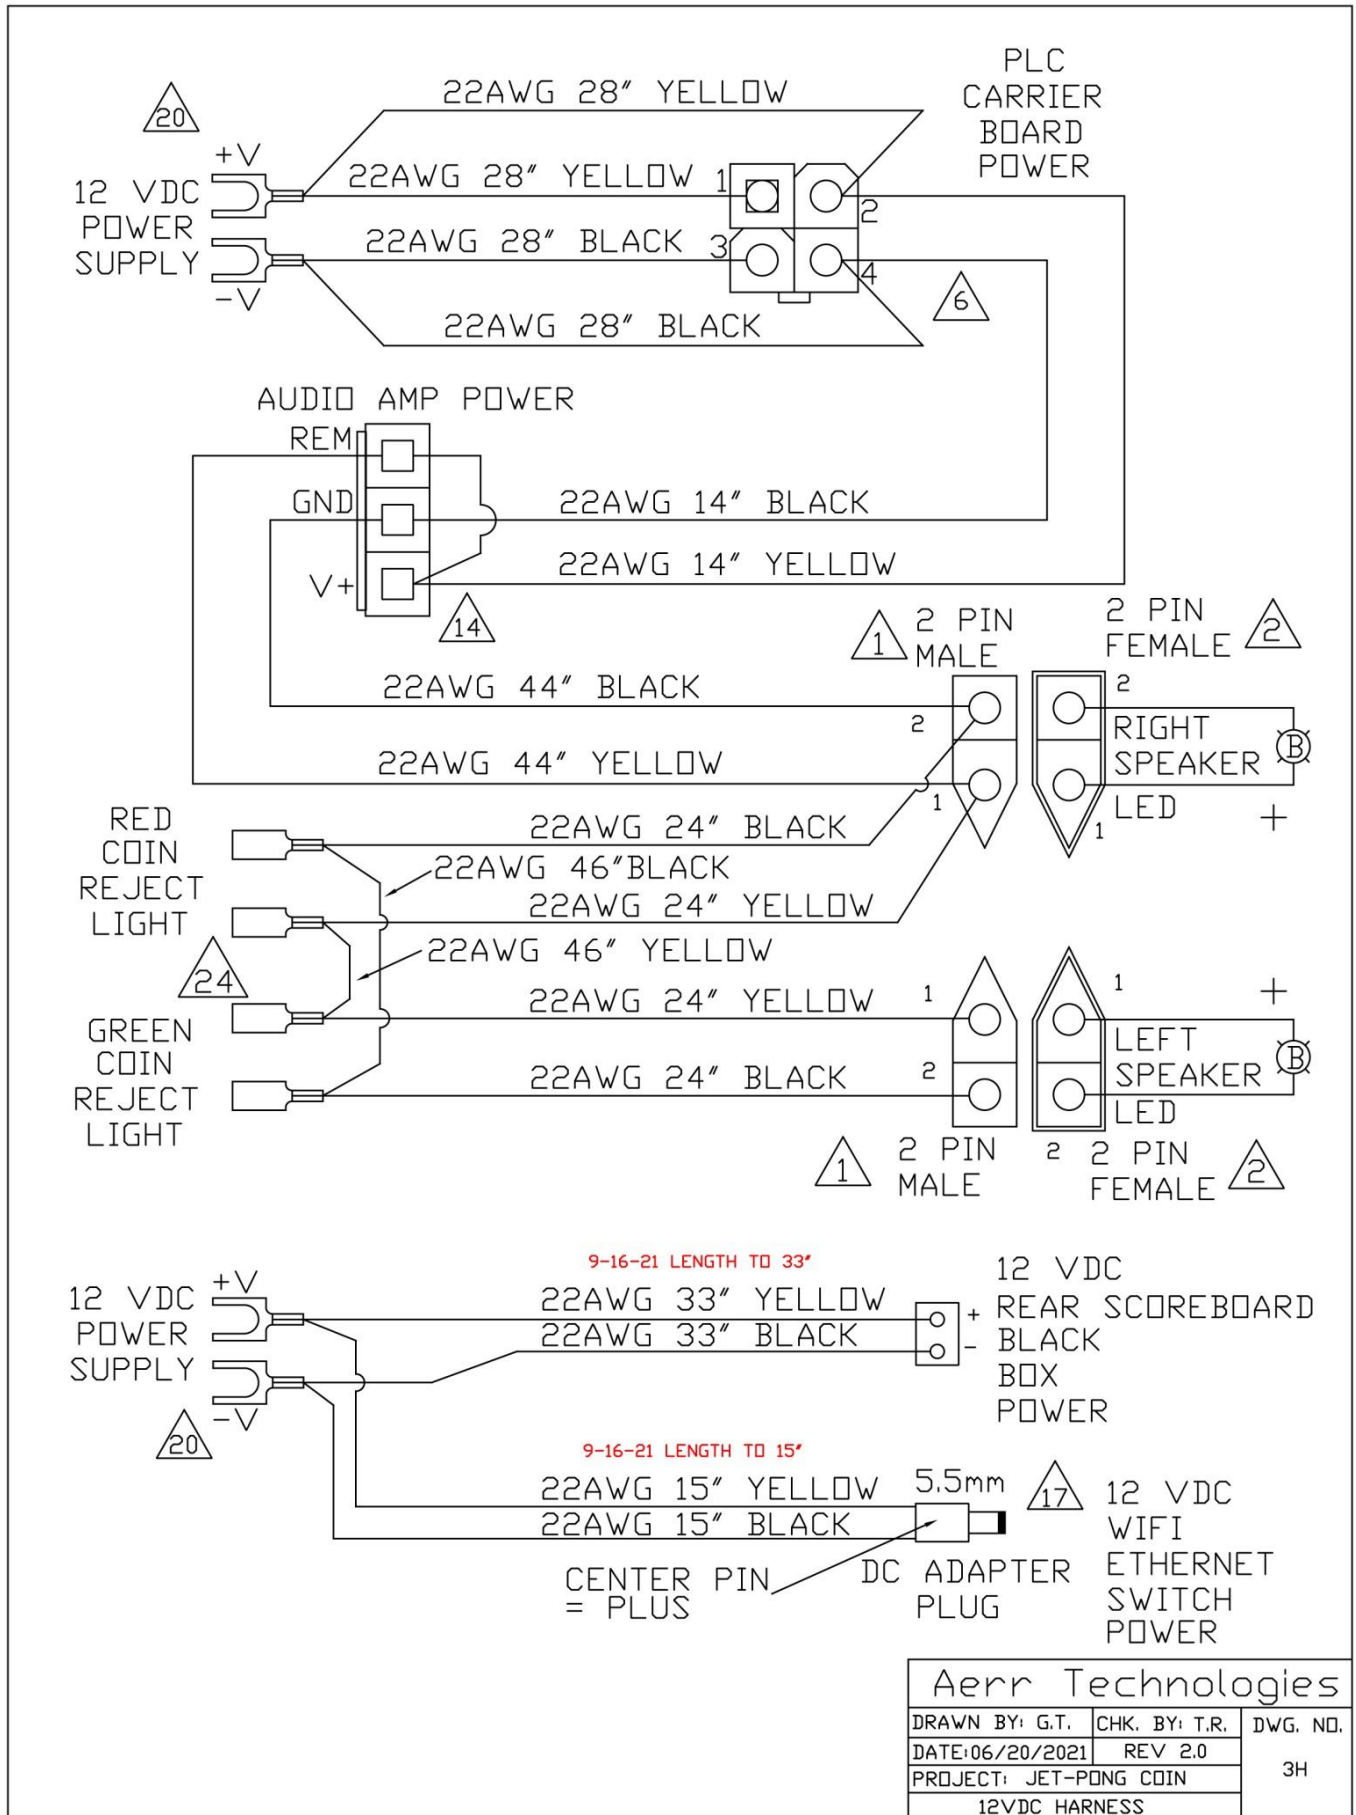 22AWG 28" YELLOW
PLC
CARRIER
BOARD
POWER
20
+V
12 VDC
POWER
SUPPLY
-V
22AWG 28" YELLOW
1
2
22AWG 28" BLACK
3
4
6
22AWG 28" BLACK
AUDIO AMP POWER
REM
GND
22AWG 14" BLACK
V+
22AWG 14" YELLOW
14
1
2 PIN
MALE
2 PIN
FEMALE
2
22AWG 44" BLACK
2
2
RIGHT
SPEAKER
LED
B
+
22AWG 44" YELLOW
1
1
RED
COIN
REJECT
LIGHT
22AWG 24" BLACK
22AWG 46"BLACK
22AWG 24" YELLOW
22AWG 46" YELLOW
24
GREEN
COIN
REJECT
LIGHT
22AWG 24" YELLOW
1
1
+
LEFT
SPEAKER
LED
B
22AWG 24" BLACK
2
2
1
2 PIN
MALE
2 PIN
FEMALE
2
9-16-21 LENGTH TO 33"
+V
12 VDC
POWER
SUPPLY
-V
20
22AWG 33" YELLOW
22AWG 33" BLACK
+
-
12 VDC
REAR SCOREBOARD
BLACK
BOX
POWER
9-16-21 LENGTH TO 15"
22AWG 15" YELLOW
22AWG 15" BLACK
5.5mm
17
CENTER PIN
= PLUS
DC ADAPTER
PLUG
12 VDC
WIFI
ETHERNET
SWITCH
POWER
Aerr Technologies
DRAWN BY: G.T.
CHK. BY: T.R.
DWG. NO.
DATE:06/20/2021
REV 2.0
3H
PROJECT: JET-PONG COIN
12VDC HARNESS